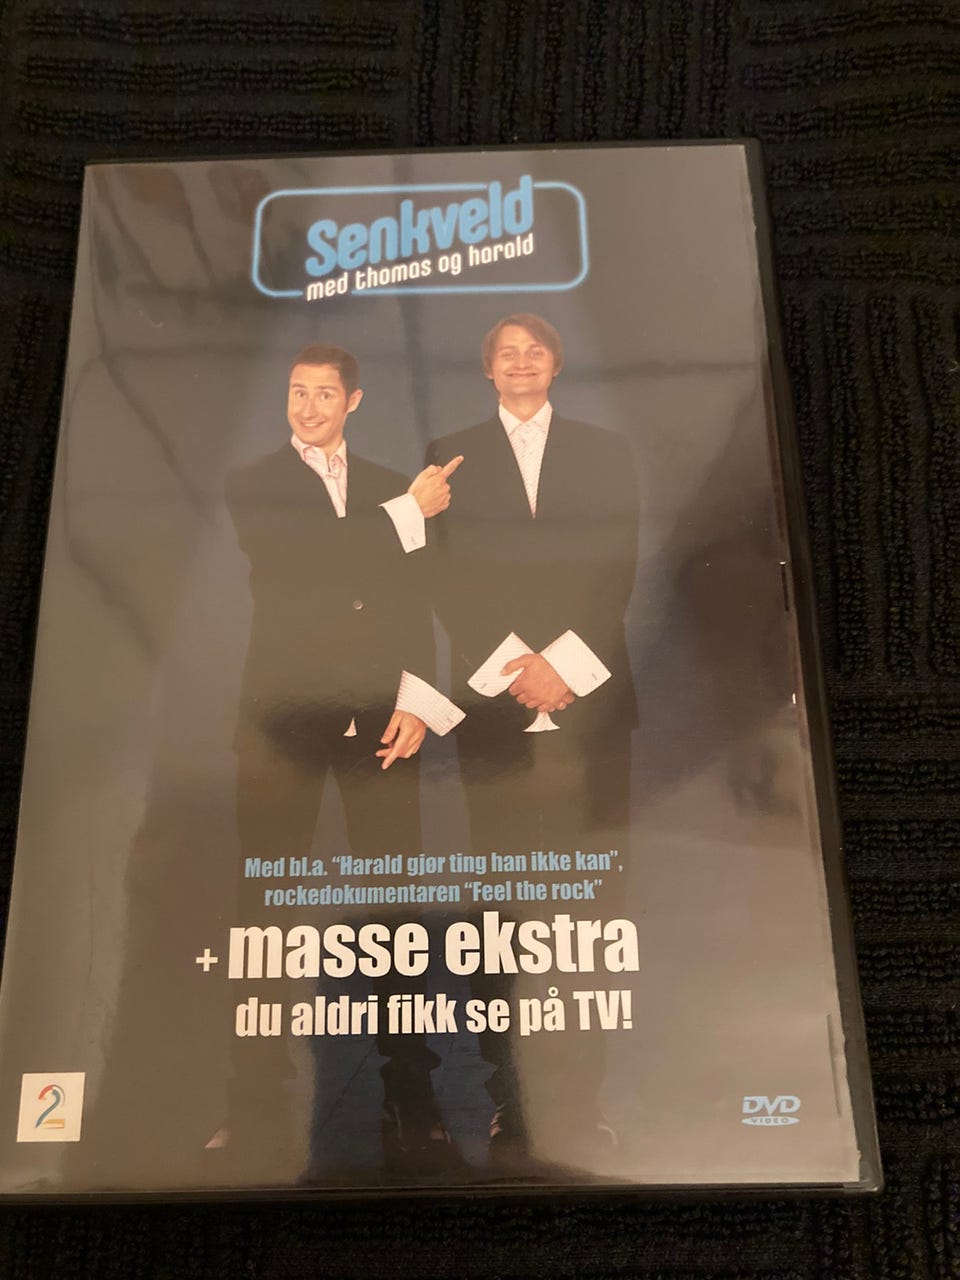 Senkveld
med thomas og harald
Med bl.a. “Harald gjør ting han ikke kan”,
rockedokumentaren “Feel the rock”
+ masse ekstra
du aldri fikk se på TV!
2
DVD
VIDEO